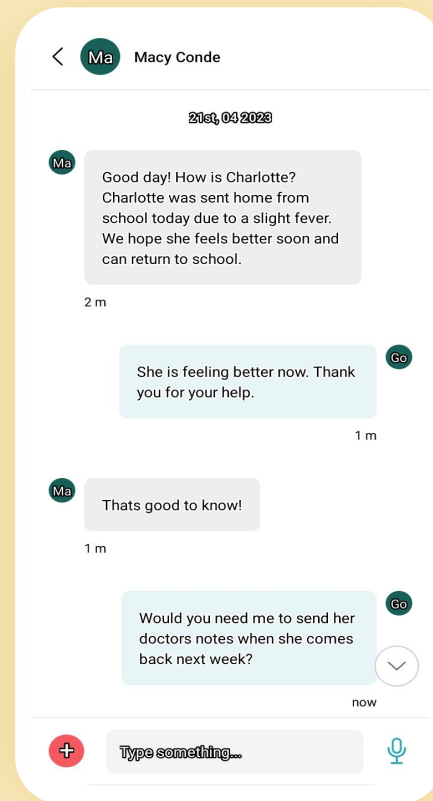 Ma Macy Conde
21st, 04 2023
Ma
Good day! How is Charlotte?
Charlotte was sent home from
school today due to a slight fever.
We hope she feels better soon and
can return to school.
2 m
Go
She is feeling better now. Thank
you for your help.
1 m
Ma
Thats good to know!
1 m
Go
Would you need me to send her
doctors notes when she comes
back next week?
now
+ Type something...